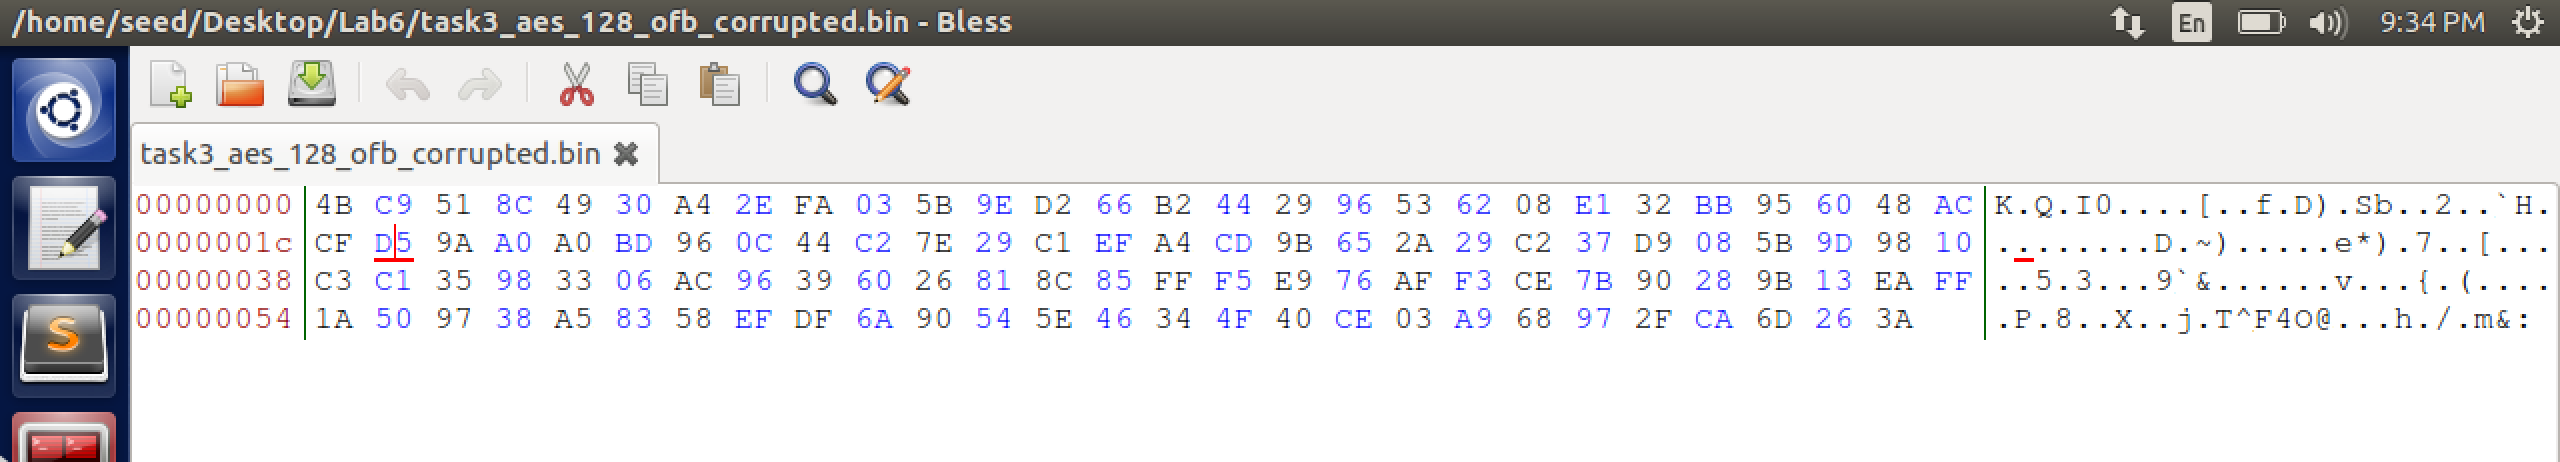 /home/seed/Desktop/Lab6/task3_aes_128_ofb_corrupted.bin - Bless En 9:34 PM
task3_aes_128_ofb_corrupted.bin
00000000 4B C9 51 8C 49 30 A4 2E FA 03 5B 9E D2 66 B2 44 29 96 53 62 08 E1 32 BB 95 60 48 AC K.Q.I0....[..f.D).Sb..2..`H.
0000001c CF D5 9A A0 A0 BD 96 0C 44 C2 7E 29 C1 EF A4 CD 9B 65 2A 29 C2 37 D9 08 5B 9D 98 10 ........D.~).....e*).7..[...
00000038 C3 C1 35 98 33 06 AC 96 39 60 26 81 8C 85 FF F5 E9 76 AF F3 CE 7B 90 28 9B 13 EA FF ..5.3...9`&......v...{.(....
00000054 1A 50 97 38 A5 83 58 EF DF 6A 90 54 5E 46 34 4F 40 CE 03 A9 68 97 2F CA 6D 26 3A .P.8..X..j.T^F4O@...h./.m&: